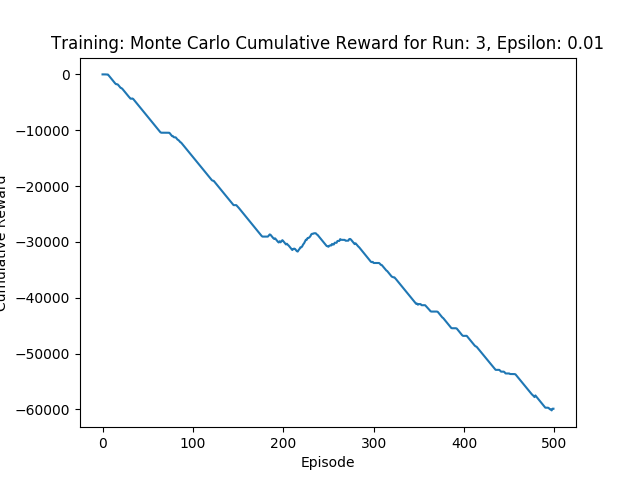 Training: Monte Carlo Cumulative Reward for Run: 3, Epsilon: 0.01
Cumulative Reward
0
−10000
−20000
−30000
−40000
−50000
−60000
0 100 200 300 400 500
Episode